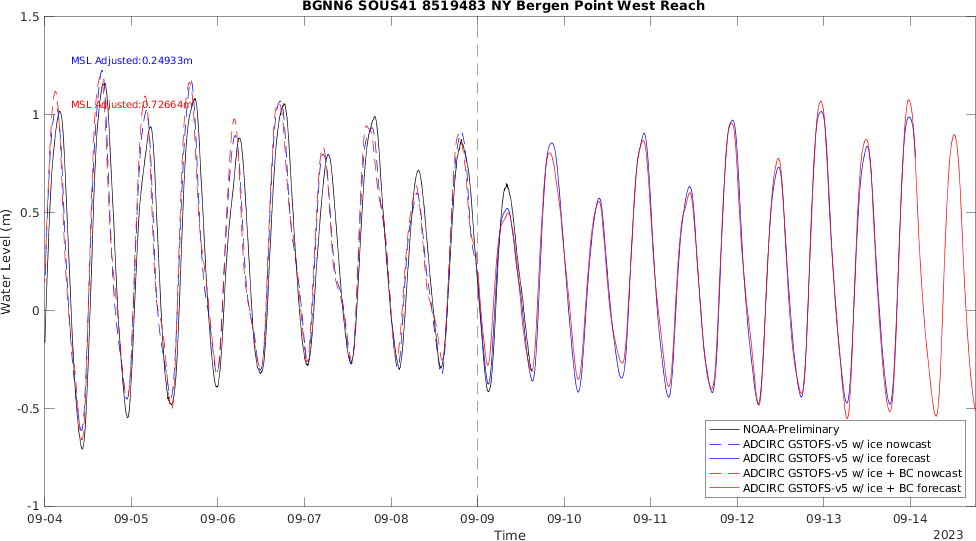 BGNN6 SOUS41 8519483 NY Bergen Point West Reach
1.5
MSL Adjusted:0.24933m
MSL Adjusted:0.72664m
1
0.5
Water Level (m)
0
-0.5
NOAA-Preliminary
ADCIRC GSTOFS-v5 w/ ice nowcast
ADCIRC GSTOFS-v5 w/ ice forecast
ADCIRC GSTOFS-v5 w/ ice + BC nowcast
ADCIRC GSTOFS-v5 w/ ice + BC forecast
-1
09-04 09-05 09-06 09-07 09-08 09-09 09-10 09-11 09-12 09-13 09-14
Time
2023